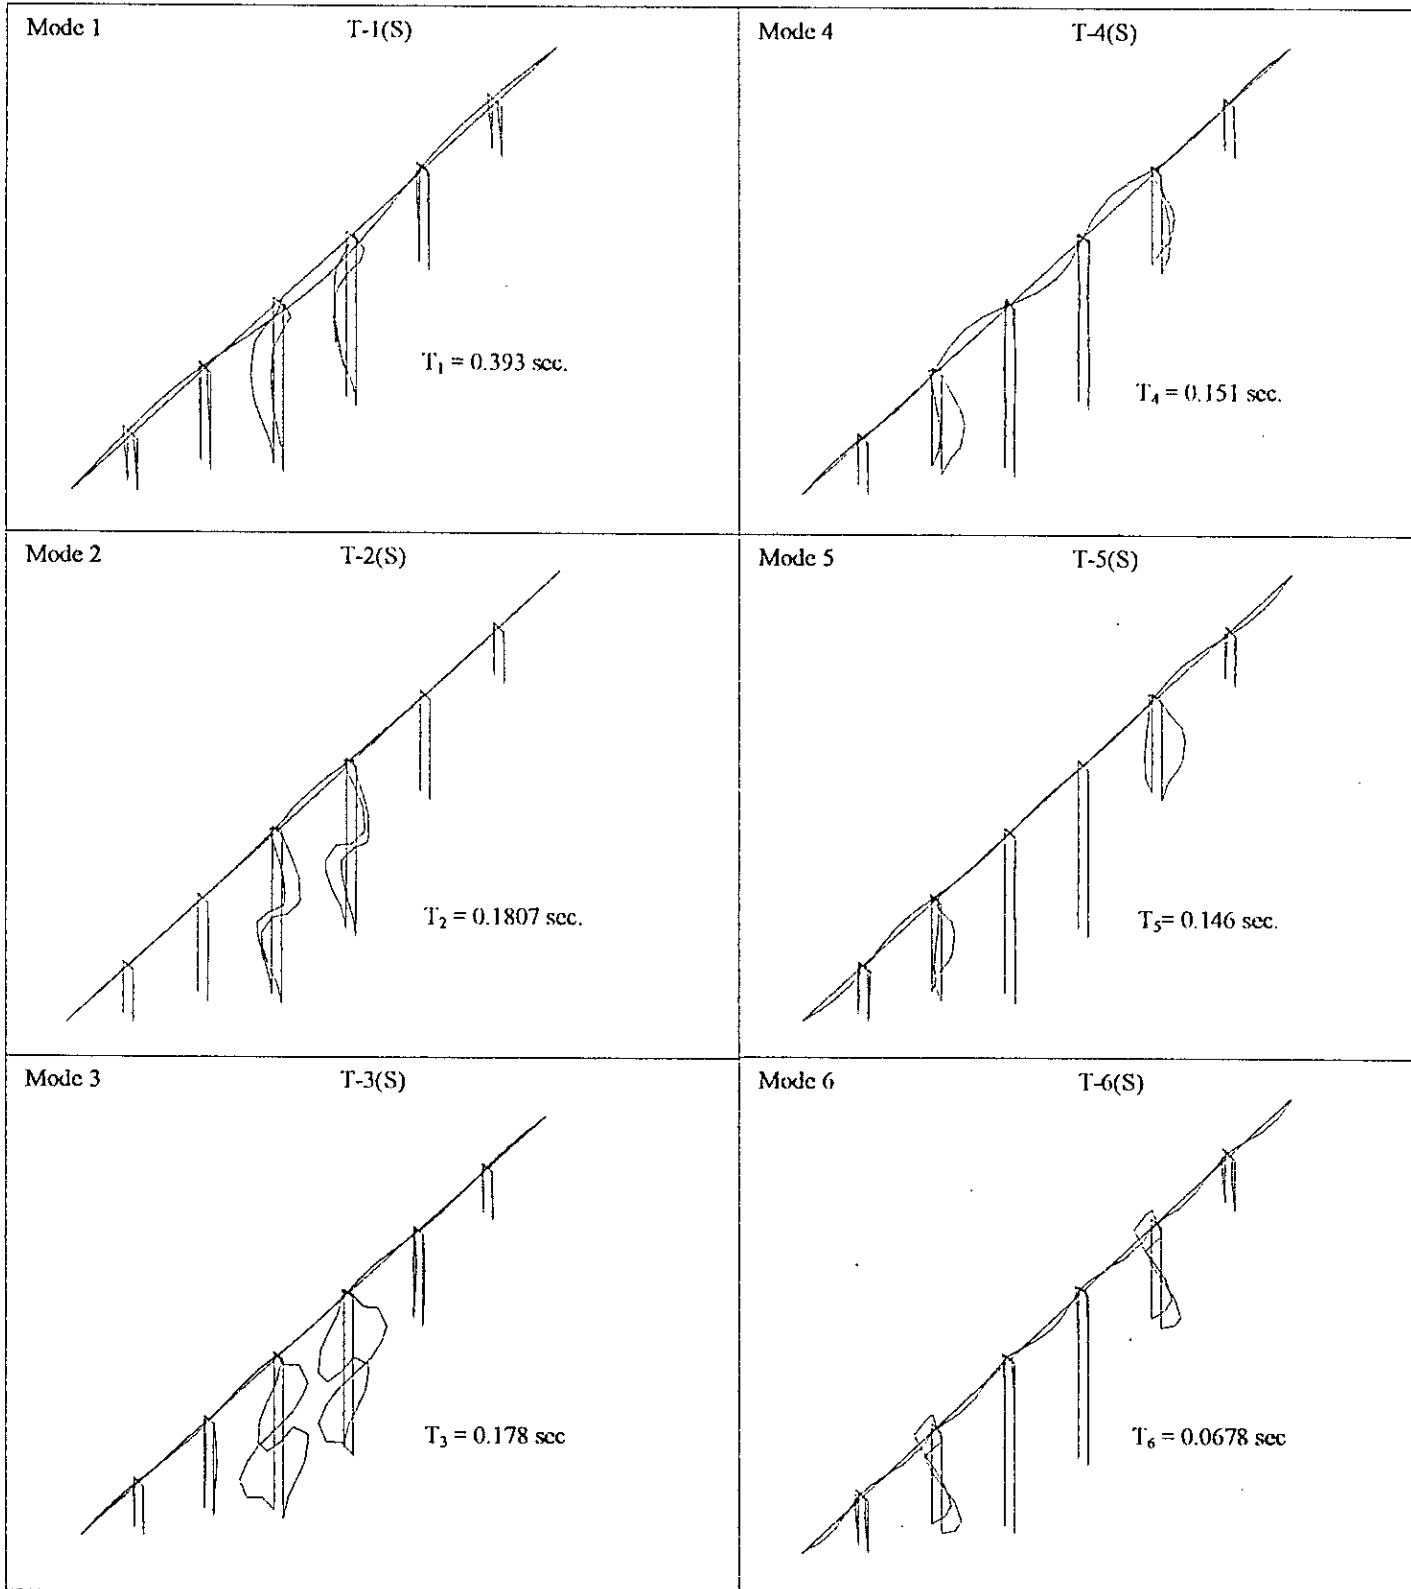 Mode 1 T-1(S)
T₁ = 0.393 sec.
Mode 4 T-4(S)
T₄ = 0.151 sec.
Mode 2 T-2(S)
T₂ = 0.1807 sec.
Mode 5 T-5(S)
T₅= 0.146 sec.
Mode 3 T-3(S)
T₃ = 0.178 sec
Mode 6 T-6(S)
T₆ = 0.0678 sec